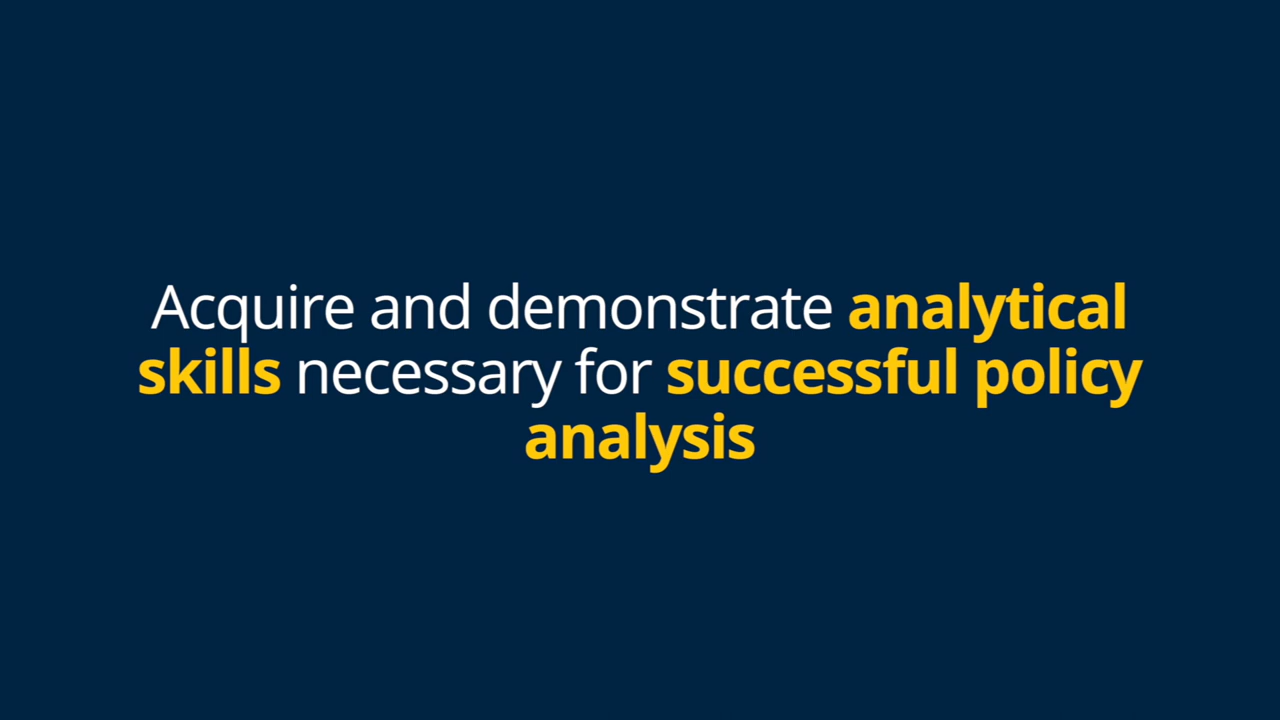 Acquire and demonstrate analytical
skills necessary for successful policy
analysis